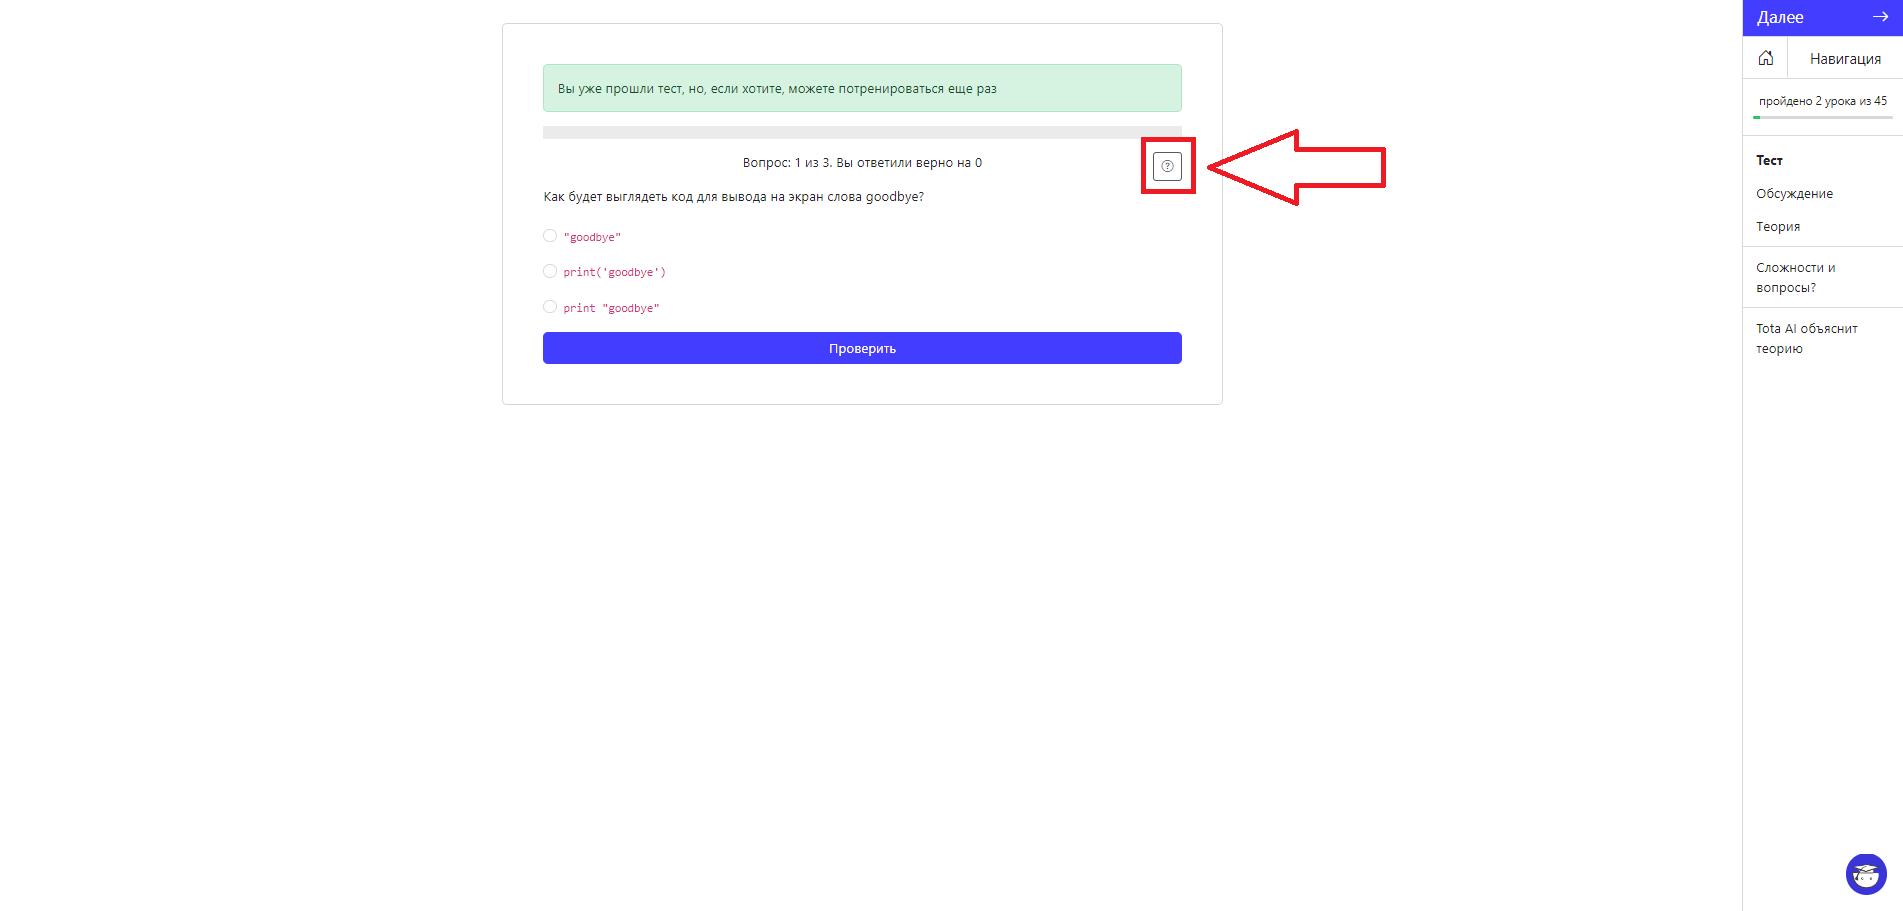 Вы уже прошли тест, но, если хотите, можете потренироваться еще раз
Вопрос: 1 из 3. Вы ответили верно на 0
Как будет выглядеть код для вывода на экран слова goodbye?
"goodbye"
print('goodbye')
print "goodbye"
Проверить
Далее
Навигация
пройдено 2 урока из 45
Тест
Обсуждение
Теория
Сложности и
вопросы?
Tota AI объяснит
теорию